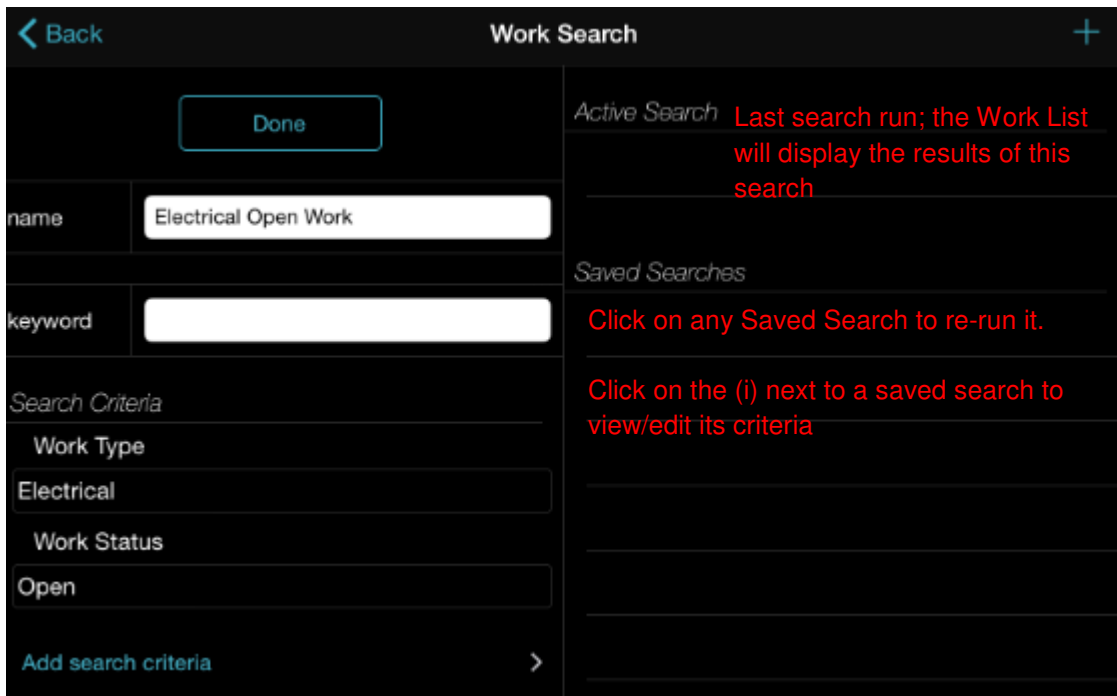 Back
Work Search
+
Done
name
Electrical Open Work
keyword
Search Criteria
Work Type
Electrical
Work Status
Open
Add search criteria
Active Search
Last search run; the Work List
will display the results of this
search
Saved Searches
Click on any Saved Search to re-run it.
Click on the (i) next to a saved search to
view/edit its criteria